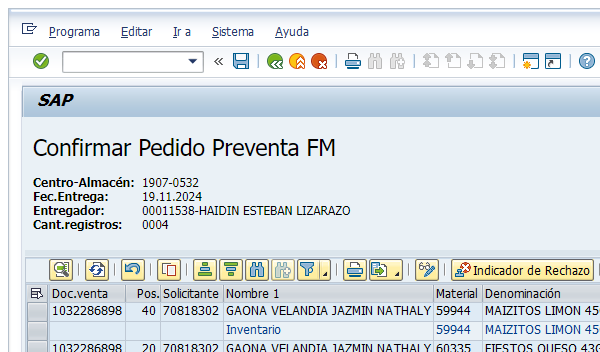 Programa Editar Ir a Sistema Ayuda
SAP
Confirmar Pedido Preventa FM
Centro-Almacén: 1907-0532
Fec.Entrega: 19.11.2024
Entregador: 00011538-HAIDIN ESTEBAN LIZARAZO
Cant.registros: 0004
Indicador de Rechazo
Doc.venta Pos. Solicitante Nombre 1 Material Denominación
1032286898 40 70818302 GAONA VELANDIA JAZMIN NATHALY 59944 MAIZITOS LIMON 45
Inventario 59944 MAIZITOS LIMON 45
1032286898 20 70818302 GAONA VELANDIA JAZMIN NATHALY 60335 FIESTOS QUESO 43G